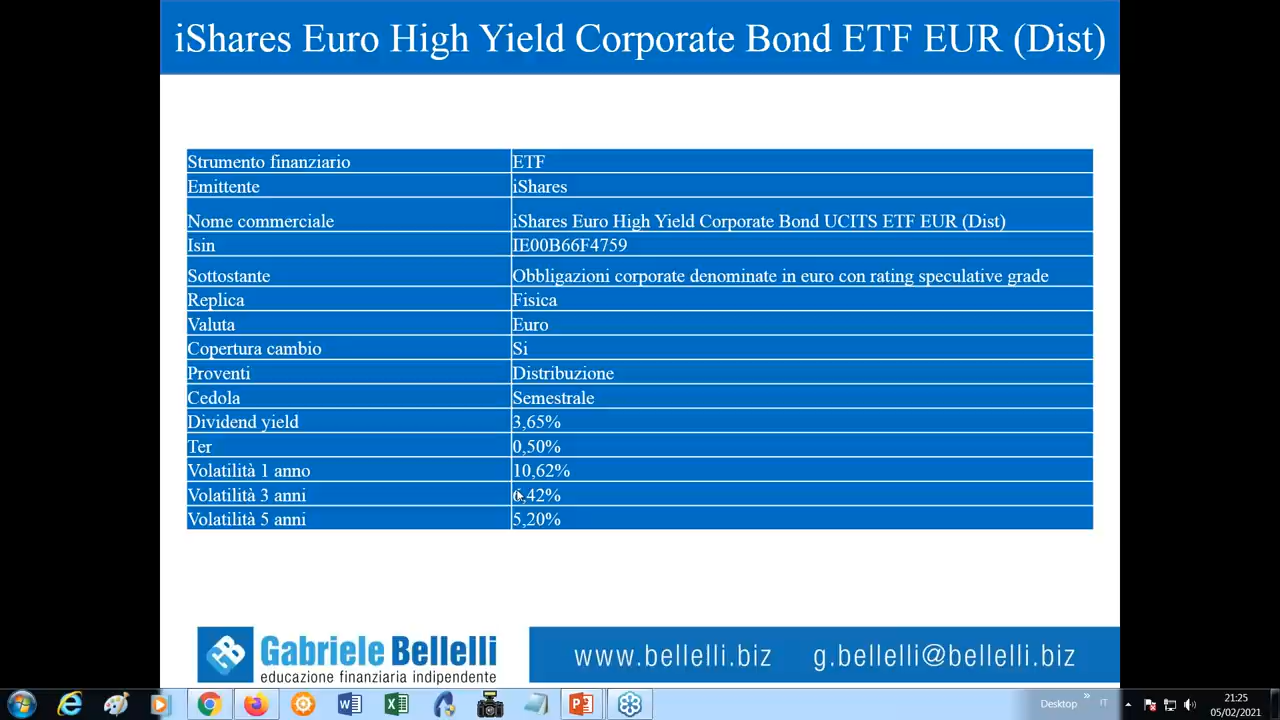 iShares Euro High Yield Corporate Bond ETF EUR (Dist)
Strumento finanziario ETF
Emittente iShares
Nome commerciale iShares Euro High Yield Corporate Bond UCITS ETF EUR (Dist)
Isin IE00B66F4759
Sottostante Obbligazioni corporate denominate in euro con rating speculative grade
Replica Fisica
Valuta Euro
Copertura cambio Si
Proventi Distribuzione
Cedola Semestrale
Dividend yield 3,65%
Ter 0,50%
Volatilità 1 anno 10,62%
Volatilità 3 anni 6,42%
Volatilità 5 anni 5,20%
Gabriele Bellelli
educazione finanziaria indipendente
www.bellelli.biz g.bellelli@bellelli.biz
Desktop » IT
21:25
05/02/2021